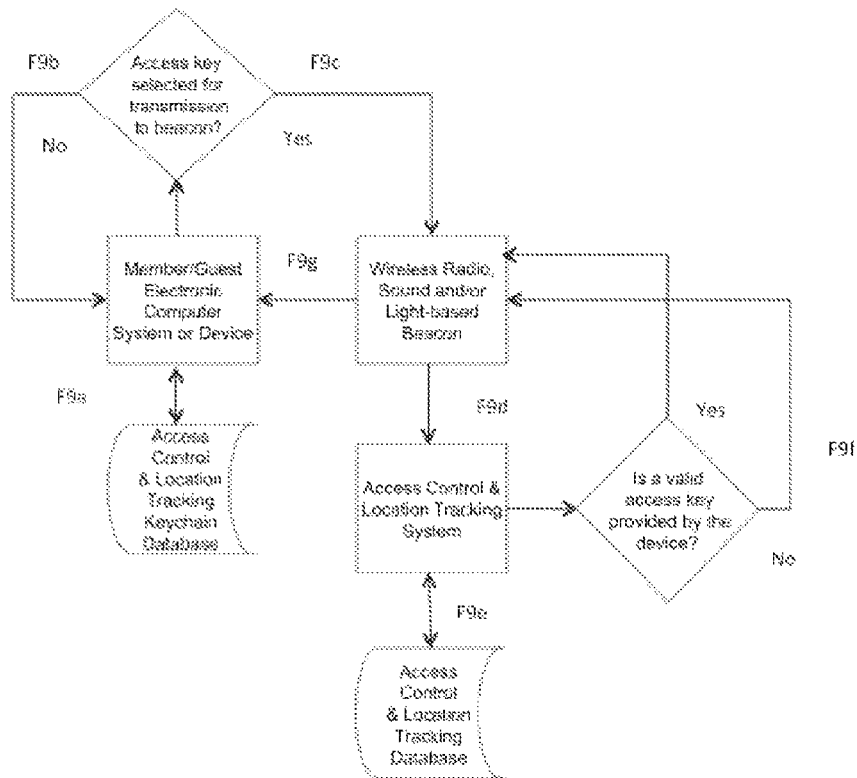 F9b
Access key
selected for
transmission
to beacon?
F9c
No
Yes
Member/Guest
Electronic
Computer
System or Device
F9g
Wireless Radio,
Sound and/or
Light-based
Beacon
F9a
F9d
Yes
F9f
Access
Control
& Location
Tracking
Keychain
Database
Access Control &
Location Tracking
System
Is a valid
access key
provided by the
device?
No
F9e
Access
Control
& Location
Tracking
Database